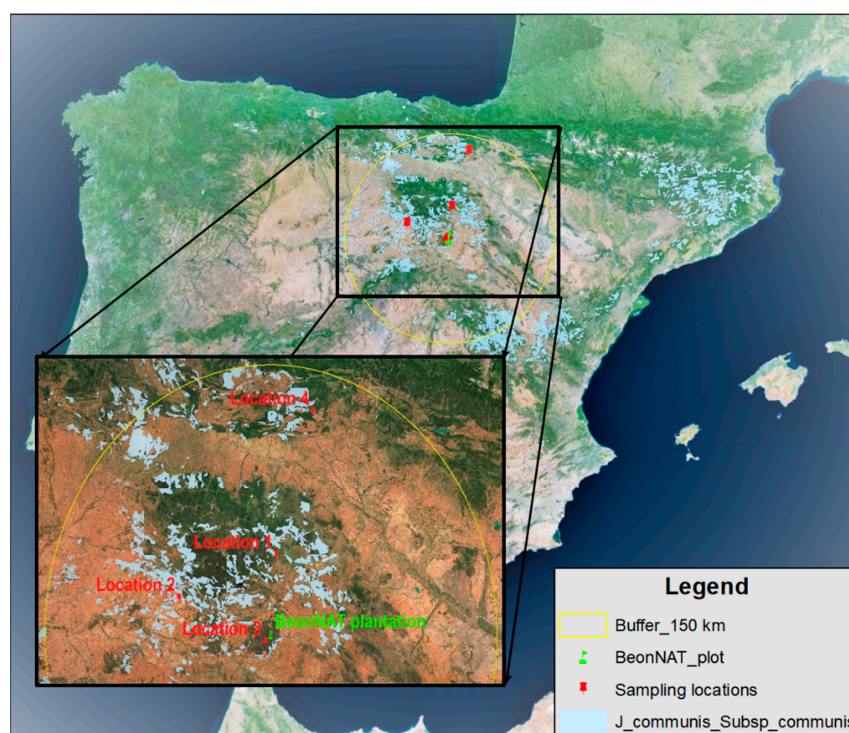 Location 4
Location 1
Location 2
BeonNAT plantation
Location 3
Legend
Buffer_150 km
BeonNAT_plot
Sampling locations
J_communis_Subsp_communis